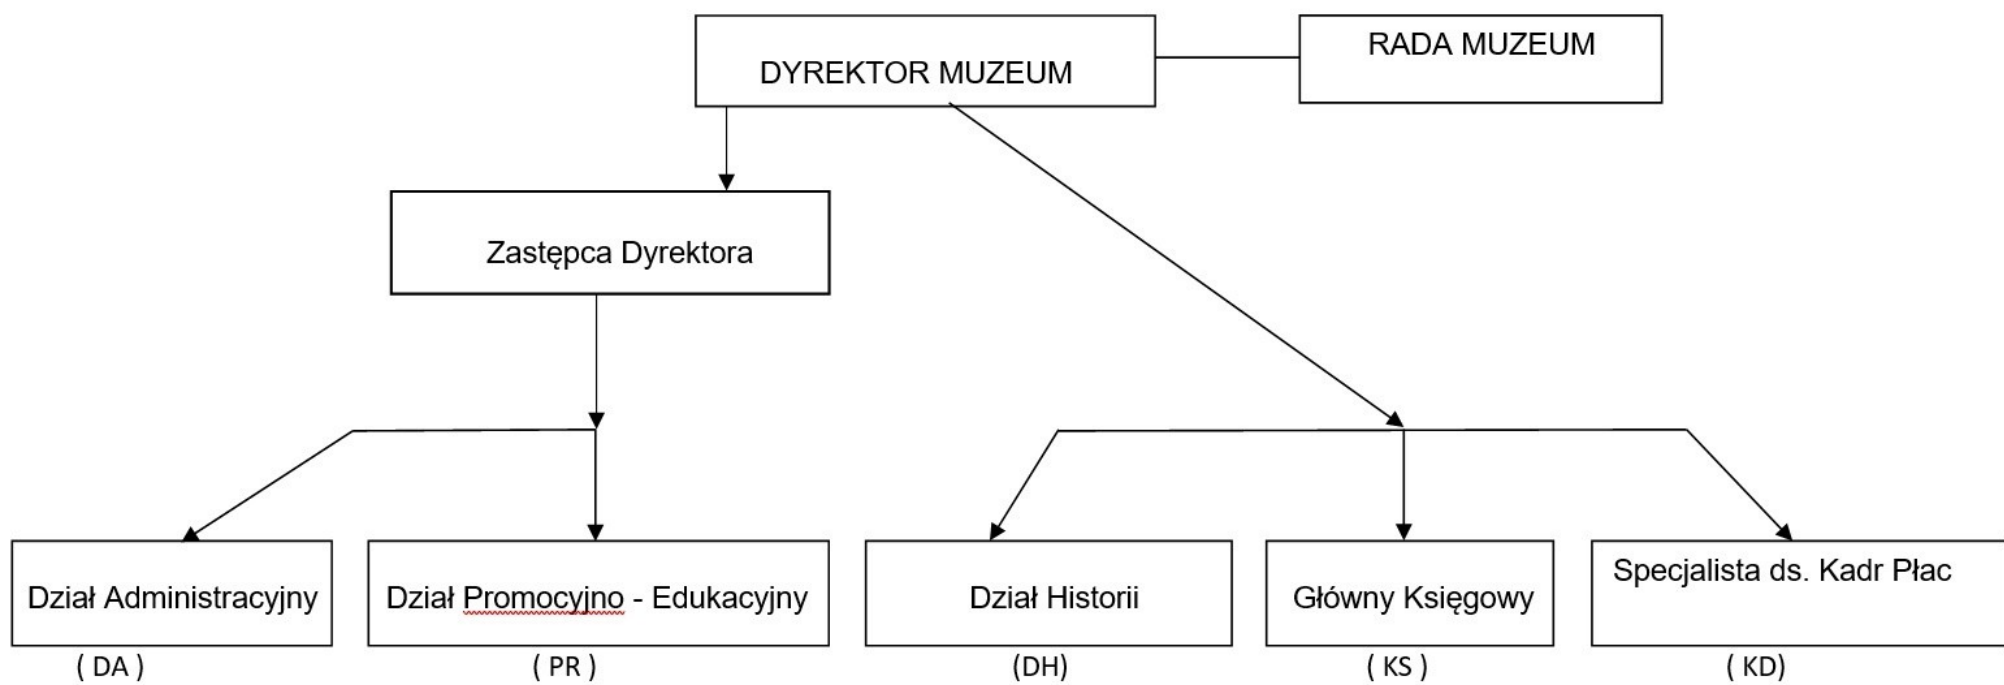 DYREKTOR MUZEUM
RADA MUZEUM
Zastępca Dyrektora
Dział Administracyjny
Dział Promocyjno - Edukacyjny
Dział Historii
Główny Księgowy
Specjalista ds. Kadr Płac
( DA )
( PR )
(DH)
( KS )
( KD)